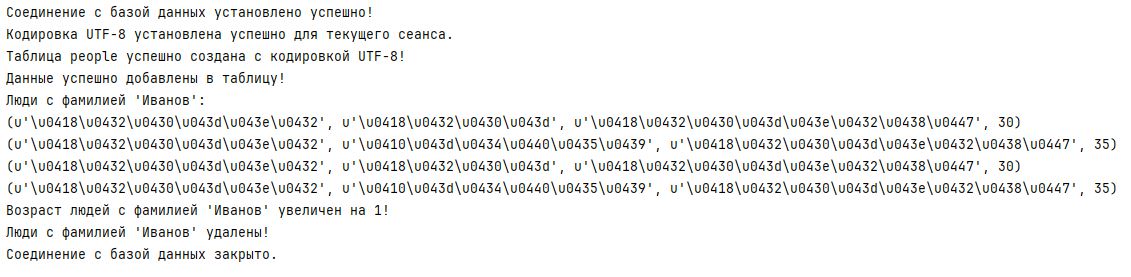 Соединение с базой данных установлено успешно!
Кодировка UTF-8 установлена успешно для текущего сеанса.
Таблица people успешно создана с кодировкой UTF-8!
Данные успешно добавлены в таблицу!
Люди с фамилией 'Иванов':
(u'\u0418\u0432\u0430\u043d\u043e\u0432', u'\u0418\u0432\u0430\u043d', u'\u0418\u0432\u0430\u043d\u043e\u0432\u0438\u0447', 30)
(u'\u0418\u0432\u0430\u043d\u043e\u0432', u'\u0410\u043d\u0434\u0440\u0435\u0439', u'\u0418\u0432\u0430\u043d\u043e\u0432\u0438\u0447', 35)
(u'\u0418\u0432\u0430\u043d\u043e\u0432', u'\u0418\u0432\u0430\u043d', u'\u0418\u0432\u0430\u043d\u043e\u0432\u0438\u0447', 30)
(u'\u0418\u0432\u0430\u043d\u043e\u0432', u'\u0410\u043d\u0434\u0440\u0435\u0439', u'\u0418\u0432\u0430\u043d\u043e\u0432\u0438\u0447', 35)
Возраст людей с фамилией 'Иванов' увеличен на 1!
Люди с фамилией 'Иванов' удалены!
Соединение с базой данных закрыто.